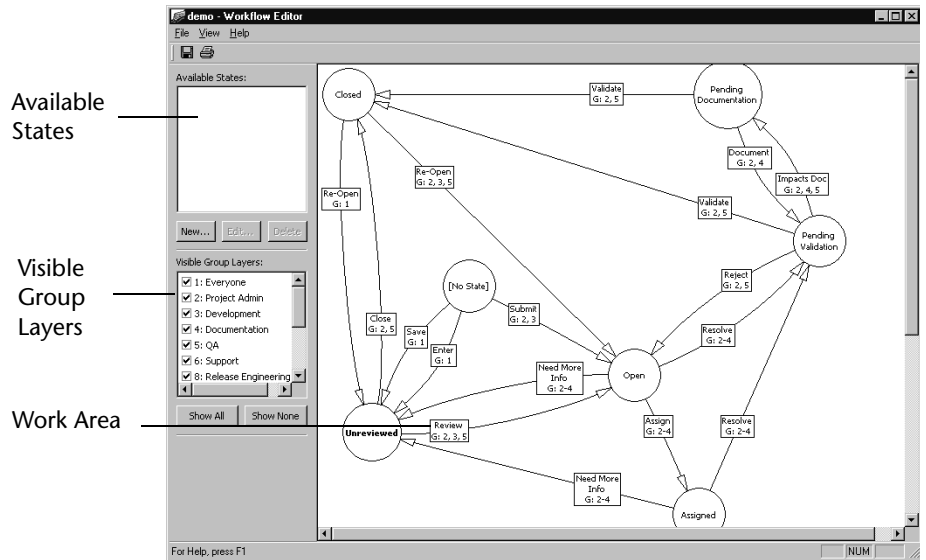 demo - Workflow Editor
File View Help
Available States:
New... Edit... Delete
Visible Group Layers:
1: Everyone
2: Project Admin
3: Development
4: Documentation
5: QA
6: Support
8: Release Engineering
Show All Show None
Available
States
Visible
Group
Layers
Work Area
Closed
Validate
G: 2, 5
Pending
Documentation
Document
G: 2, 4
Impacts Doc
G: 2, 4, 5
Re-Open
G: 2, 3, 5
Re-Open
G: 1
Validate
G: 2, 5
Pending
Validation
[No State]
Reject
G: 2, 5
Submit
G: 2, 3
Close
G: 2, 5
Save
G: 1
Resolve
G: 2-4
Enter
G: 1
Need More
Info
G: 2-4
Open
Unreviewed
Review
G: 2, 3, 5
Assign
G: 2-4
Resolve
G: 2-4
Need More
Info
G: 2-4
Assigned
For Help, press F1
NUM